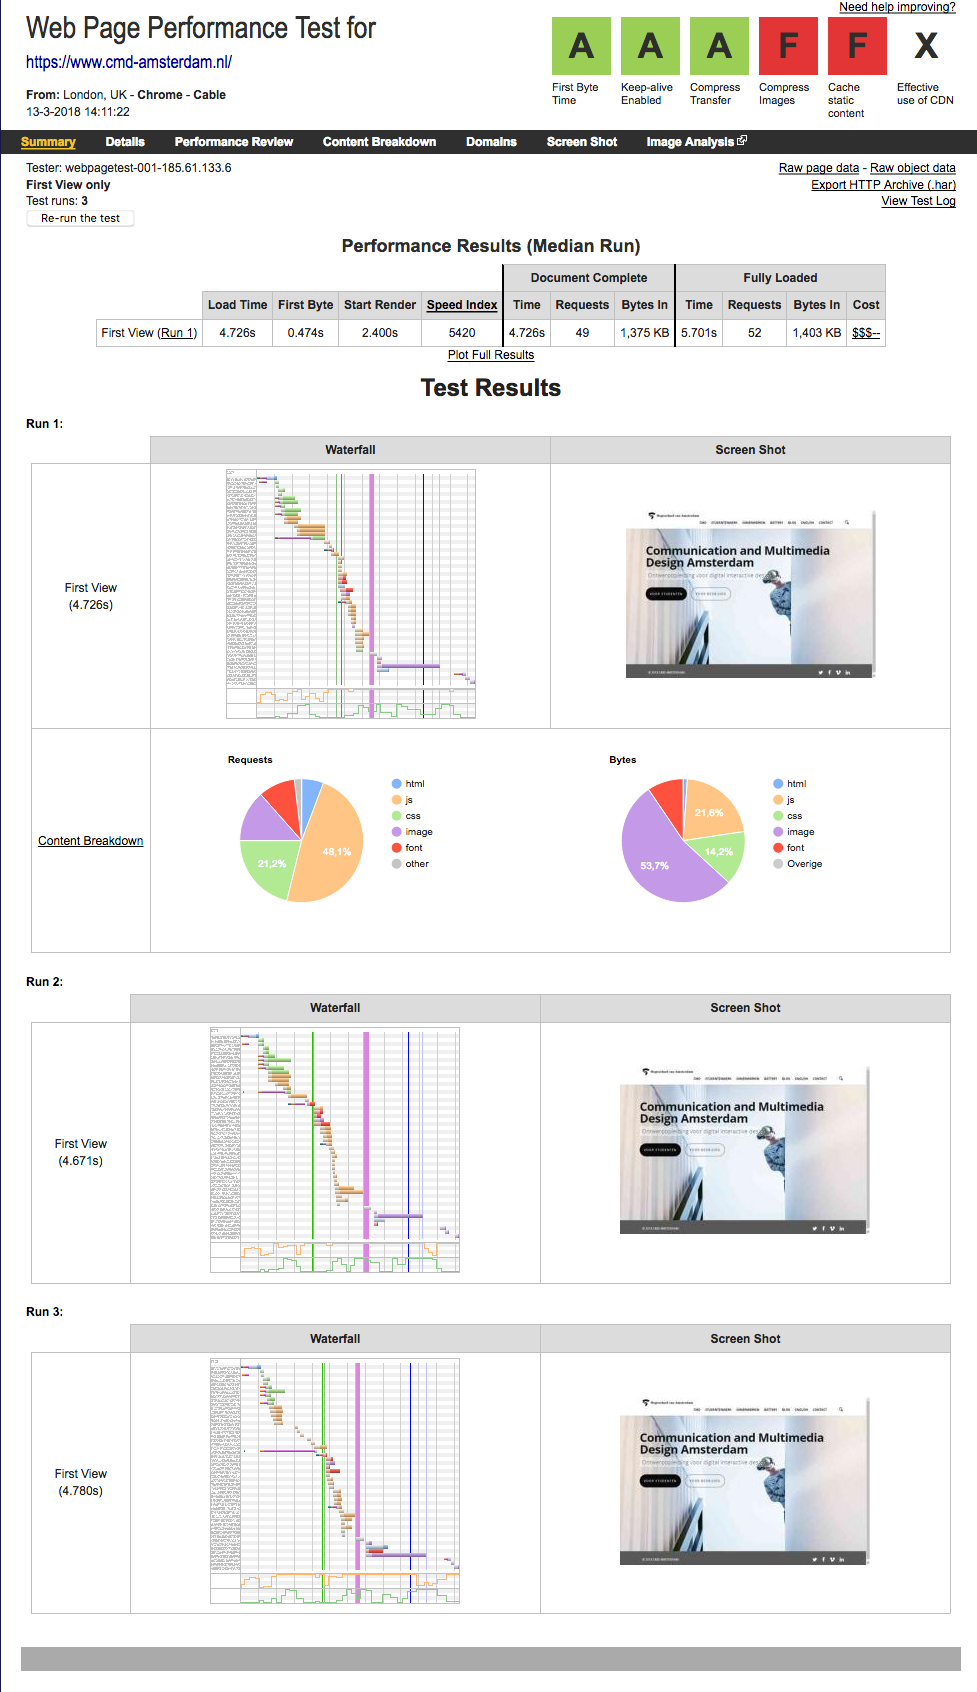 Need help improving?
Web Page Performance Test for
https://www.cmd-amsterdam.nl/
From: London, UK - Chrome - Cable
13-3-2018 14:11:22
A A A F F X
First Byte Time
Keep-alive Enabled
Compress Transfer
Compress Images
Cache static content
Effective use of CDN
Summary Details Performance Review Content Breakdown Domains Screen Shot Image Analysis
Tester: webpagetest-001-185.61.133.6
First View only
Test runs: 3
Re-run the test
Raw page data - Raw object data
Export HTTP Archive (.har)
View Test Log
Performance Results (Median Run)
Document Complete Fully Loaded
Load Time First Byte Start Render Speed Index Time Requests Bytes In Time Requests Bytes In Cost
First View (Run 1) 4.726s 0.474s 2.400s 5420 4.726s 49 1,375 KB 5.701s 52 1,403 KB $$$--
Plot Full Results
Test Results
Run 1:
Waterfall Screen Shot
First View
(4.726s)
Communication and Multimedia
Design Amsterdam
Content Breakdown
Requests
48,1%
21,2%
html
js
css
image
font
other
Bytes
21,6%
14,2%
53,7%
html
js
css
image
font
Overige
Run 2:
Waterfall Screen Shot
First View
(4.671s)
Communication and Multimedia
Design Amsterdam
Run 3:
Waterfall Screen Shot
First View
(4.780s)
Communication and Multimedia
Design Amsterdam